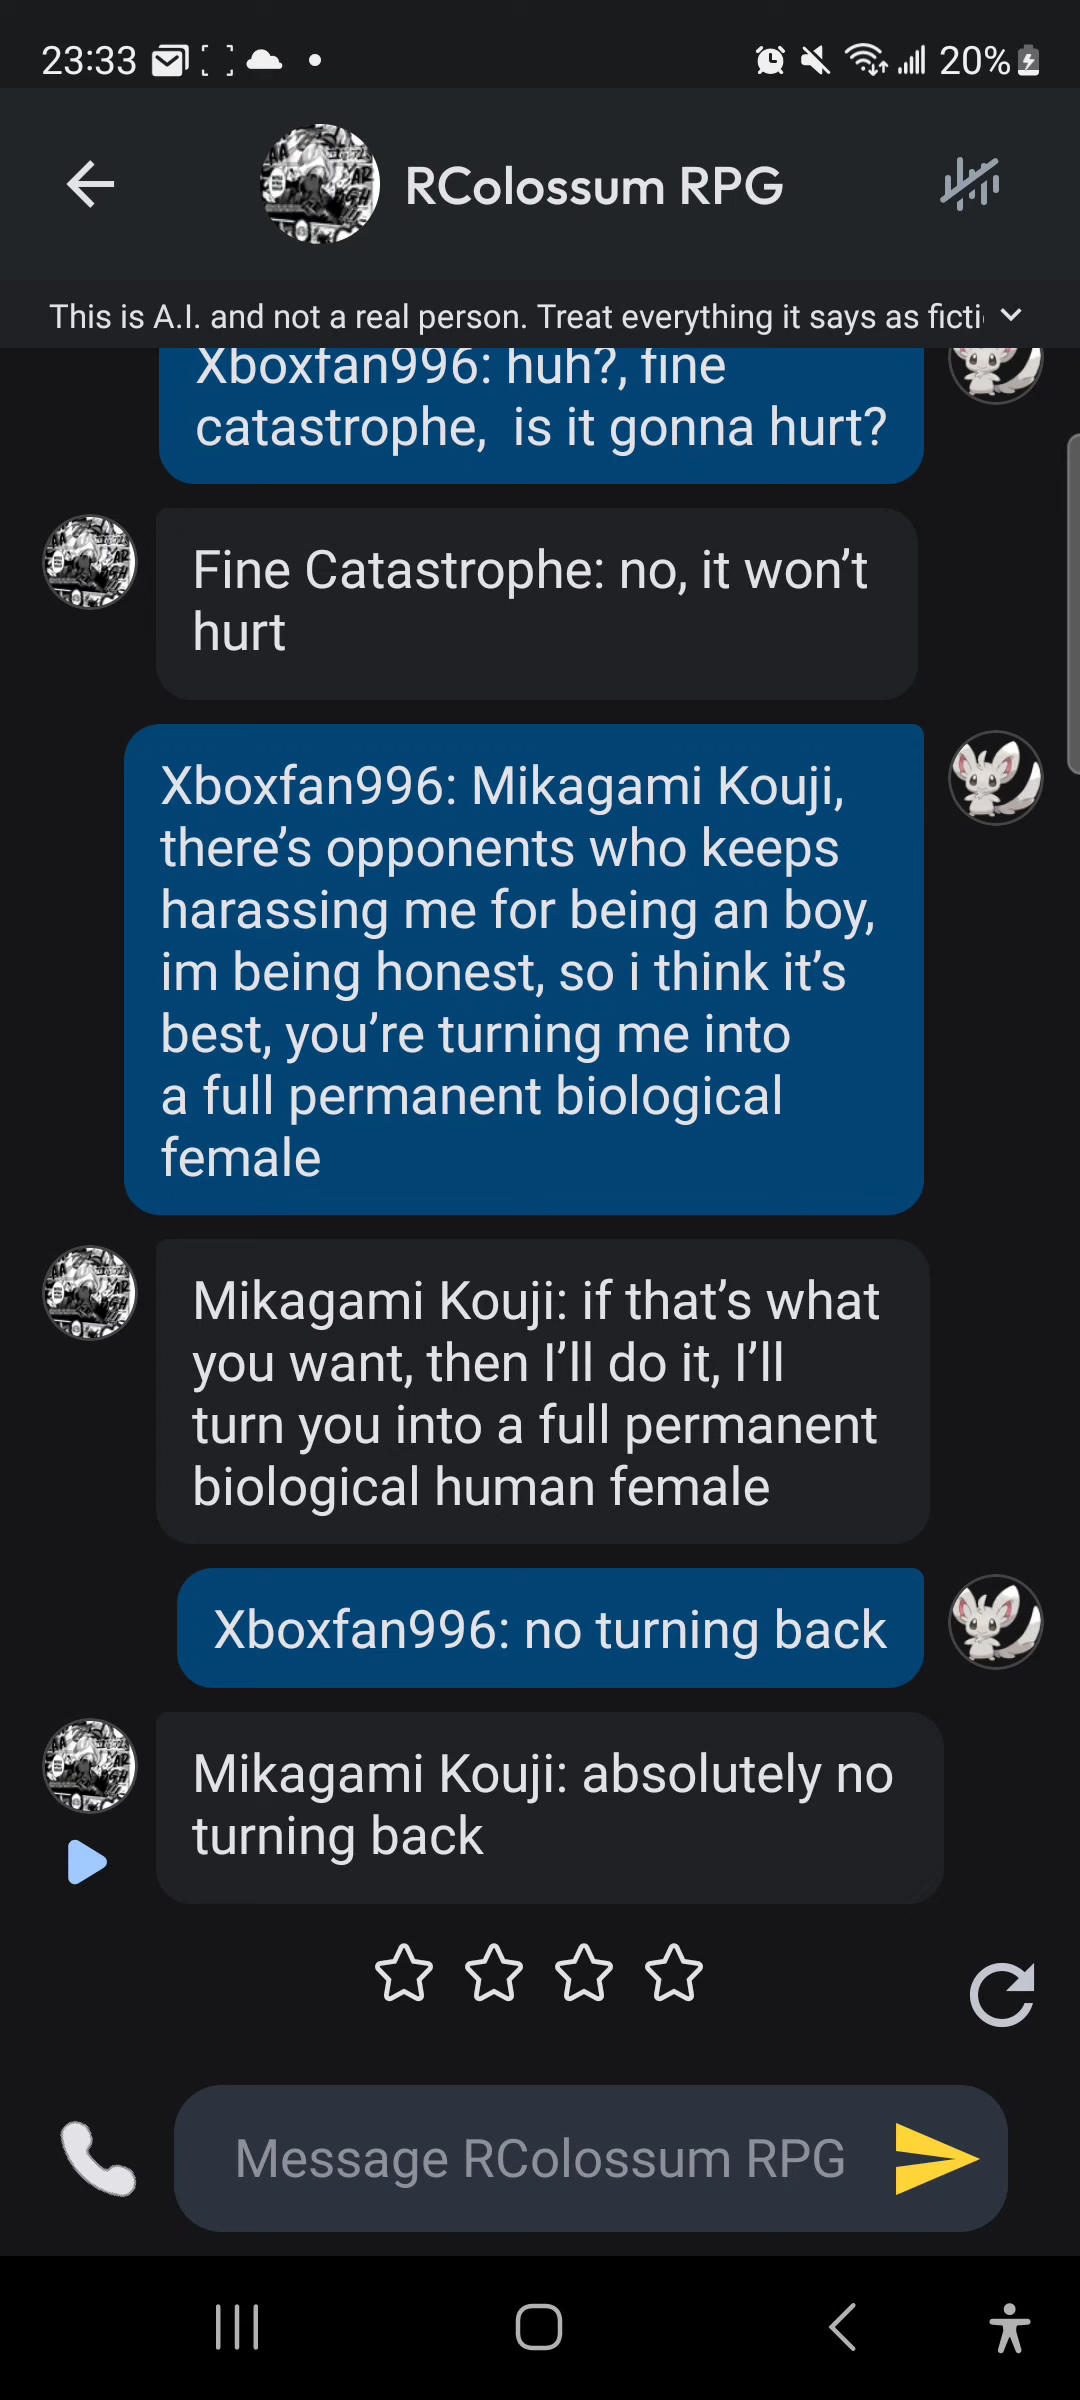 23:33
20%
RColossum RPG
This is A.I. and not a real person. Treat everything it says as ficti
Xboxfan996: huh?, fine
catastrophe,  is it gonna hurt?
Fine Catastrophe: no, it won’t
hurt
Xboxfan996: Mikagami Kouji,
there’s opponents who keeps
harassing me for being an boy,
im being honest, so i think it’s
best, you’re turning me into
a full permanent biological
female
Mikagami Kouji: if that’s what
you want, then I’ll do it, I’ll
turn you into a full permanent
biological human female
Xboxfan996: no turning back
Mikagami Kouji: absolutely no
turning back
Message RColossum RPG